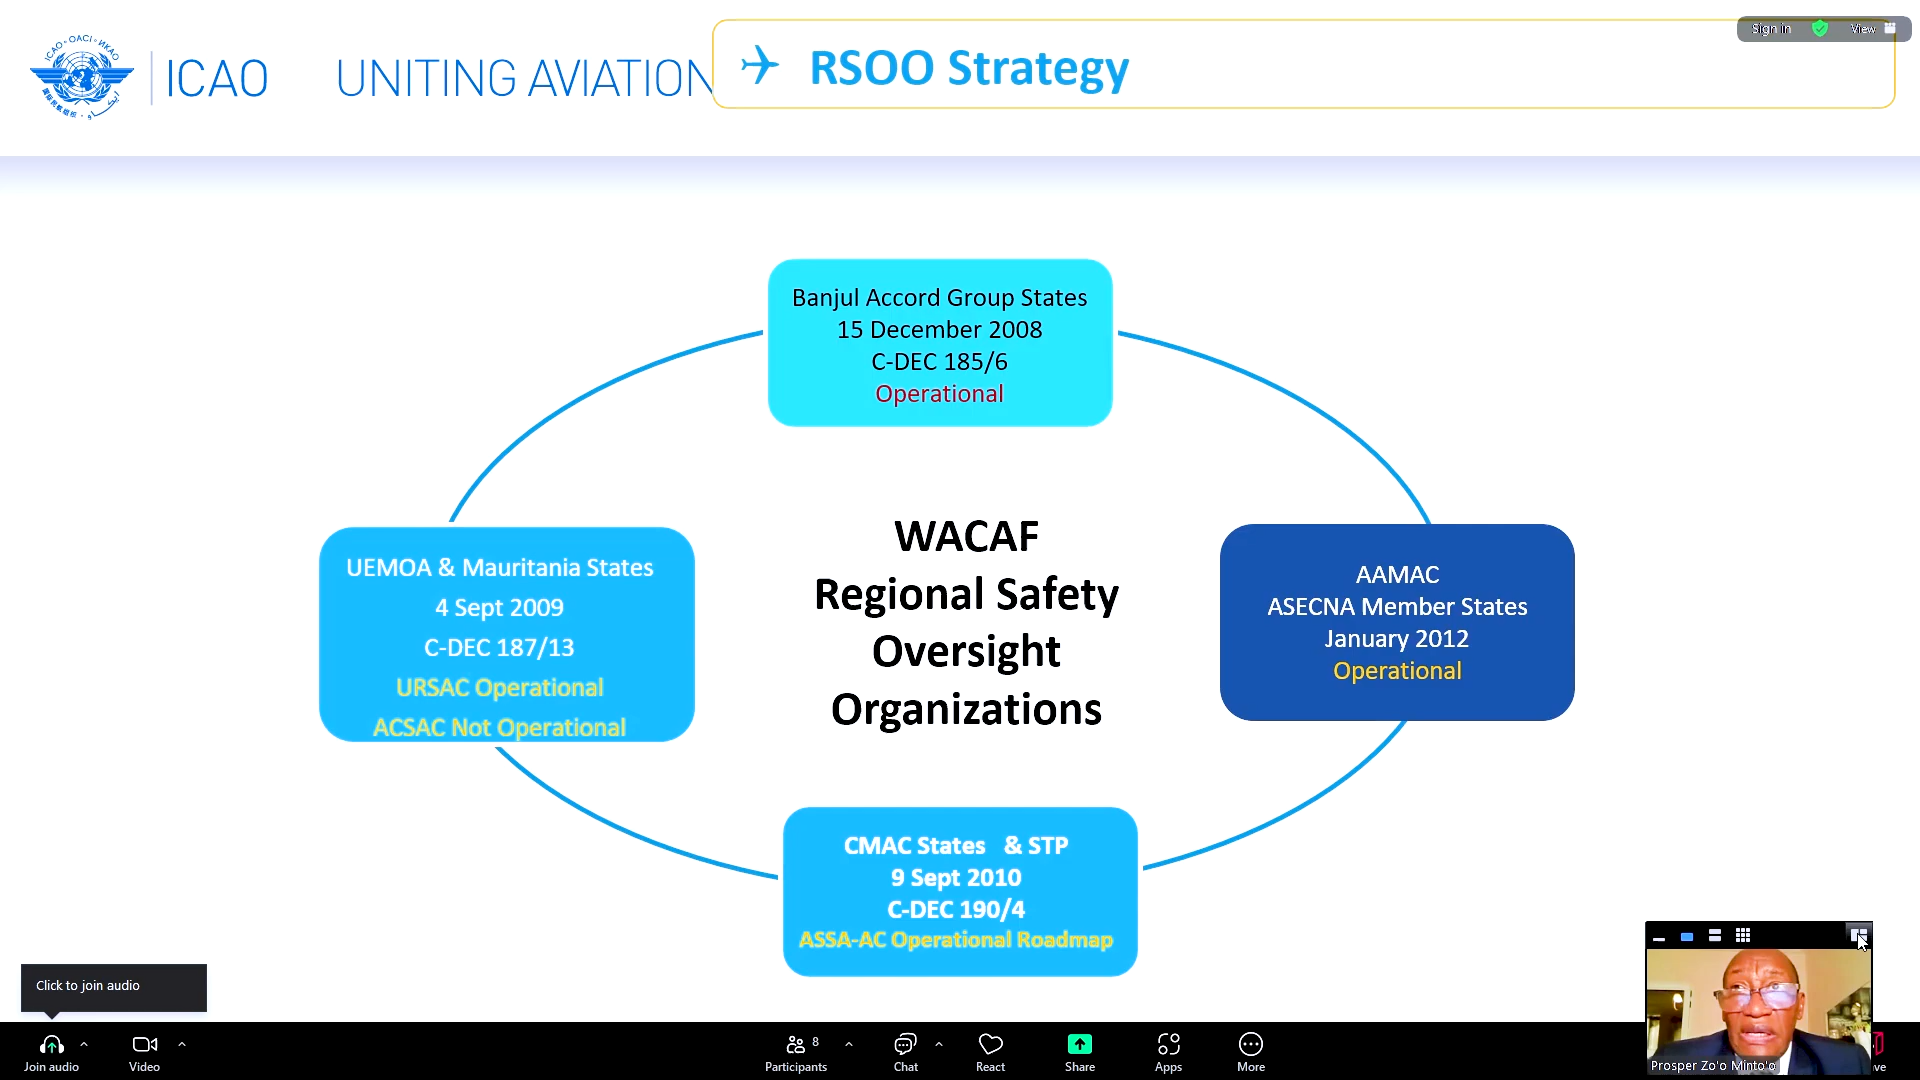 Sign in
View
ICAO · OACI · ИКАО
ICAO
UNITING AVIATION
RSOO Strategy
Banjul Accord Group States
15 December 2008
C-DEC 185/6
Operational
UEMOA & Mauritania States
4 Sept 2009
C-DEC 187/13
URSAC Operational
ACSAC Not Operational
WACAF
Regional Safety
Oversight
Organizations
AAMAC
ASECNA Member States
January 2012
Operational
CMAC States & STP
9 Sept 2010
C-DEC 190/4
ASSA-AC Operational Roadmap
Click to join audio
Prosper Zo'o Minto'o
Join audio
Video
Participants
8
Chat
React
Share
Apps
More